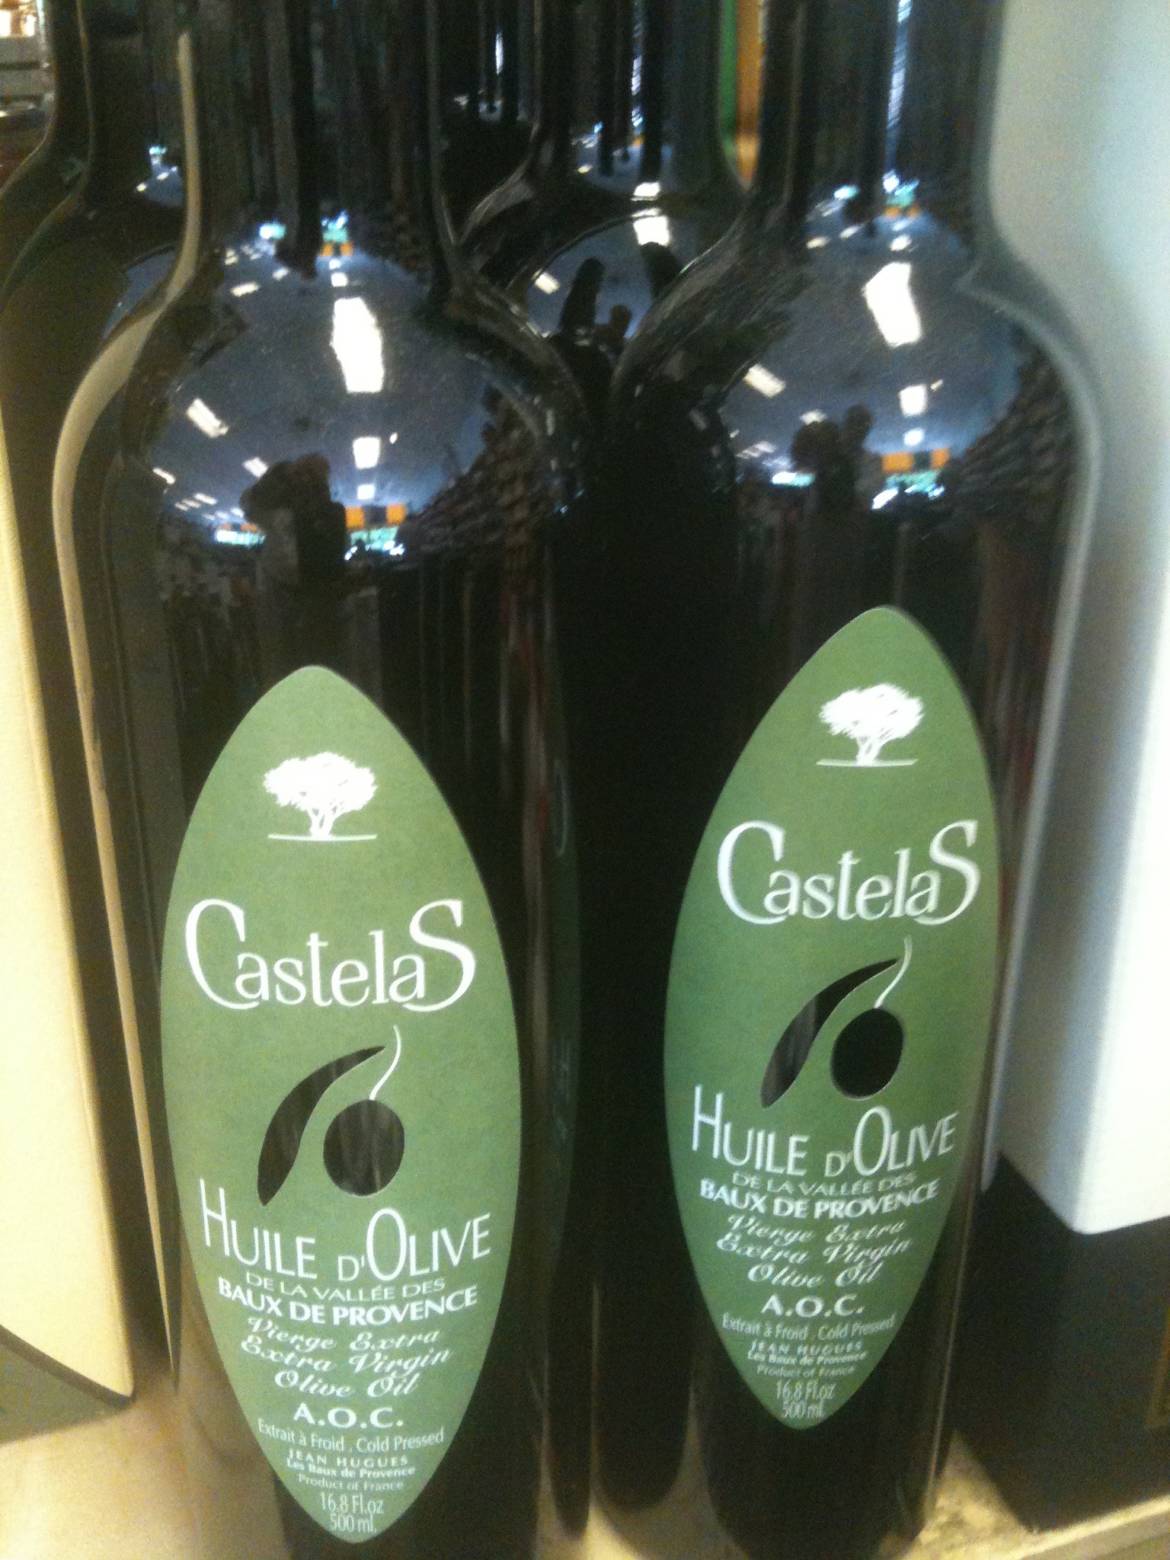 CastelaS
HUILE D'OLIVE
DE LA VALLÉE DES
BAUX DE PROVENCE
Vierge Extra
Extra Virgin
Olive Oil
A.O.C.
Extrait à Froid . Cold Pressed
JEAN HUGUES
Les Baux de Provence
Product of France
16.8 Fl.oz
500 ml.
CastelaS
HUILE D'OLIVE
DE LA VALLÉE DES
BAUX DE PROVENCE
Vierge Extra
Extra Virgin
Olive Oil
A.O.C.
Extrait à Froid . Cold Pressed
JEAN HUGUES
Les Baux de Provence
Product of France
16.8 Fl.oz
500 ml.